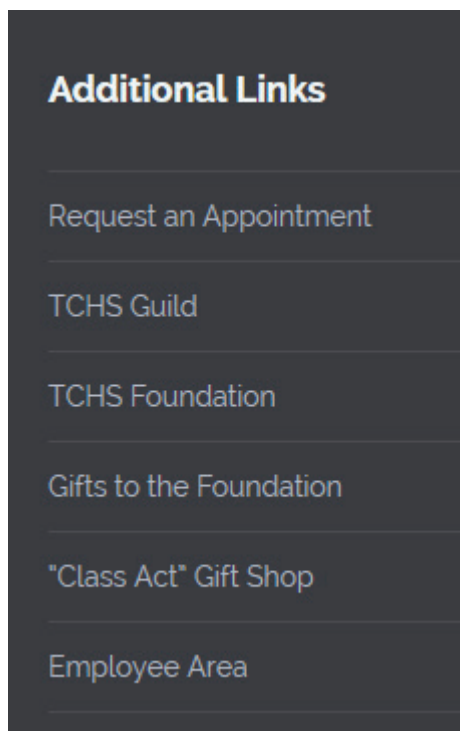 Additional Links
Request an Appointment
TCHS Guild
TCHS Foundation
Gifts to the Foundation
"Class Act" Gift Shop
Employee Area